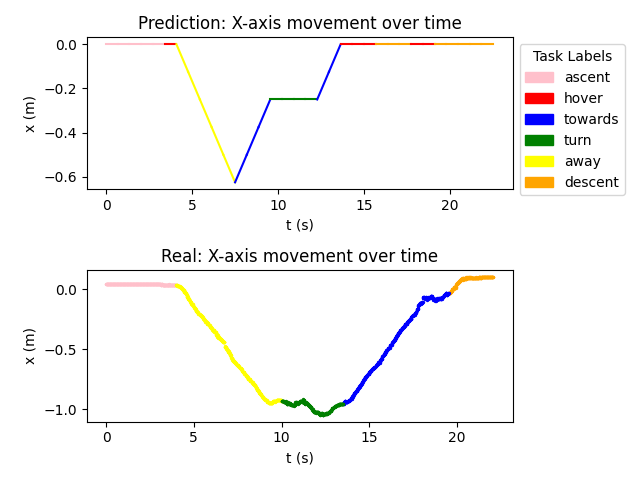 Prediction: X-axis movement over time
0.0
−0.2
−0.4
−0.6
x (m)
0 5 10 15 20
t (s)
Task Labels
ascent
hover
towards
turn
away
descent
Real: X-axis movement over time
0.0
−0.5
−1.0
x (m)
0 5 10 15 20
t (s)